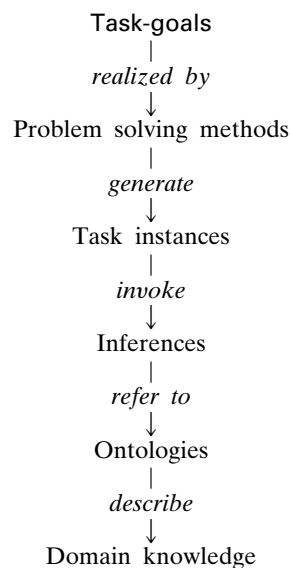 Task-goals
realized by
Problem solving methods
generate
Task instances
invoke
Inferences
refer to
Ontologies
describe
Domain knowledge